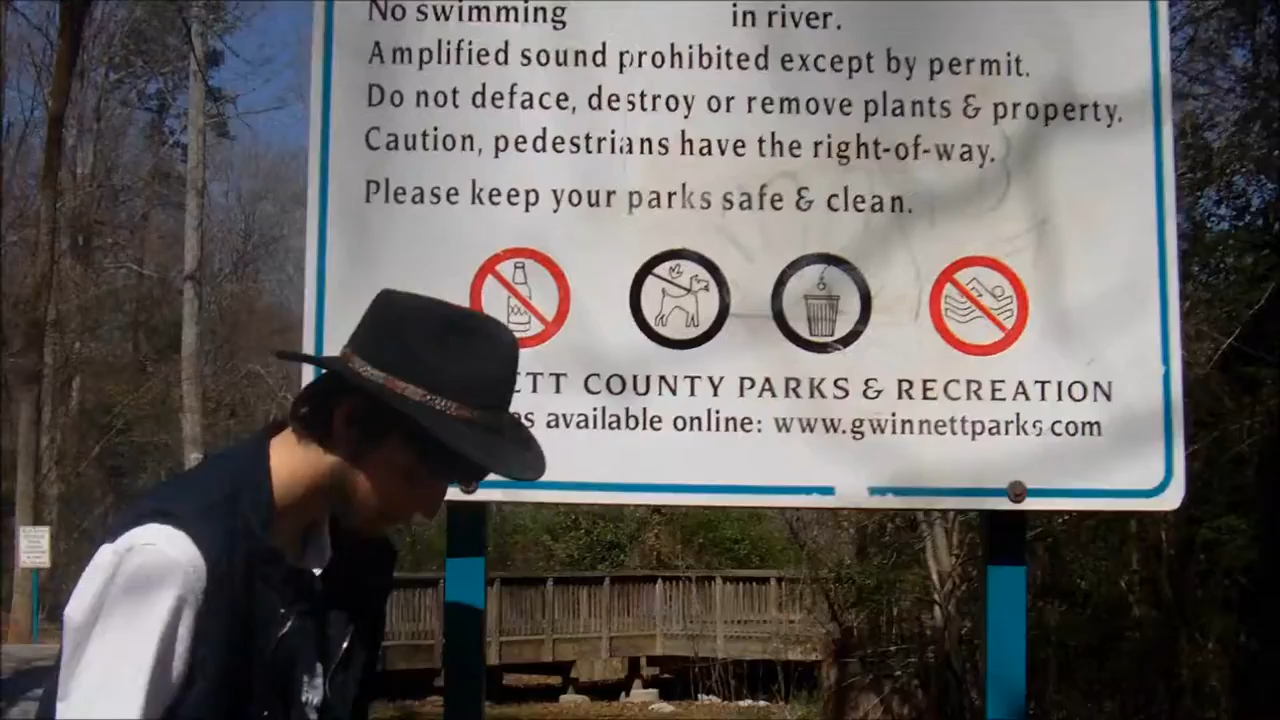 No swimming in river.
Amplified sound prohibited except by permit.
Do not deface, destroy or remove plants & property.
Caution, pedestrians have the right-of-way.
Please keep your parks safe & clean.
ETT COUNTY PARKS & RECREATION
es available online: www.gwinnettparks.com